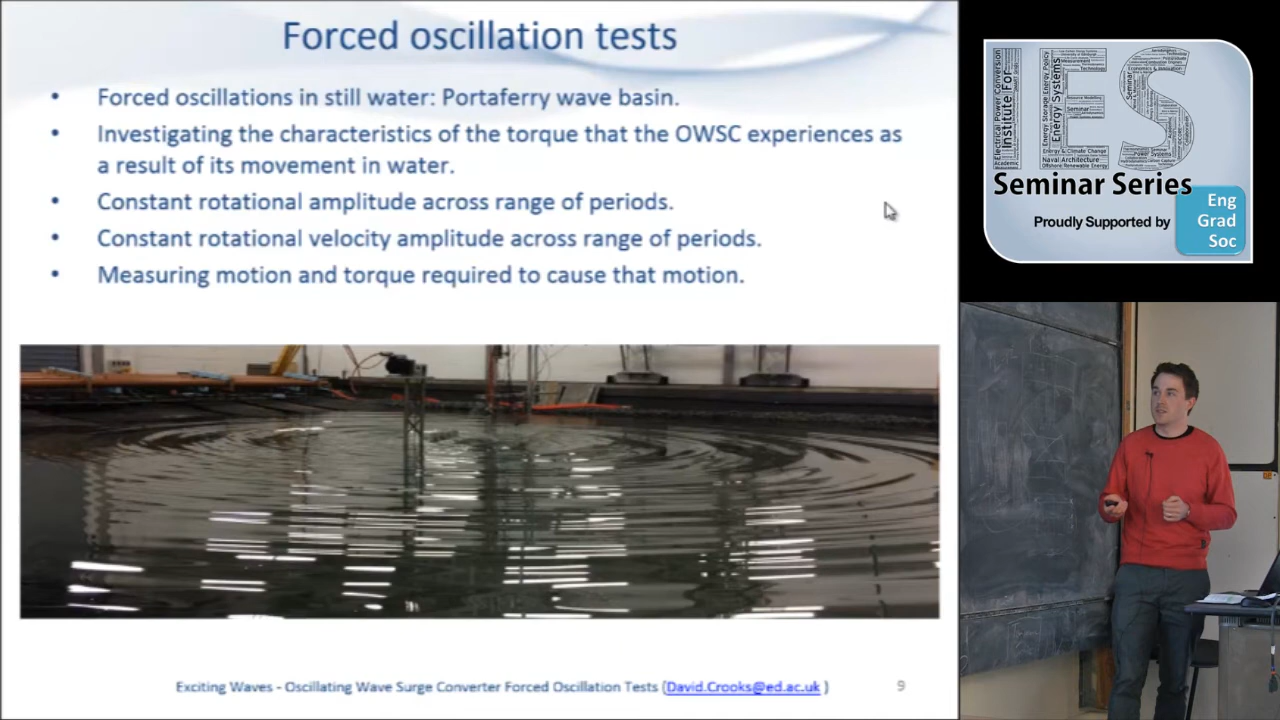 Forced oscillation tests
• Forced oscillations in still water: Portaferry wave basin.
• Investigating the characteristics of the torque that the OWSC experiences as
a result of its movement in water.
• Constant rotational amplitude across range of periods.
• Constant rotational velocity amplitude across range of periods.
• Measuring motion and torque required to cause that motion.
Exciting Waves - Oscillating Wave Surge Converter Forced Oscillation Tests (David.Crooks@ed.ac.uk )
9
IES
Institute For
Energy Systems
Seminar Series
Proudly Supported by
Eng
Grad
Soc